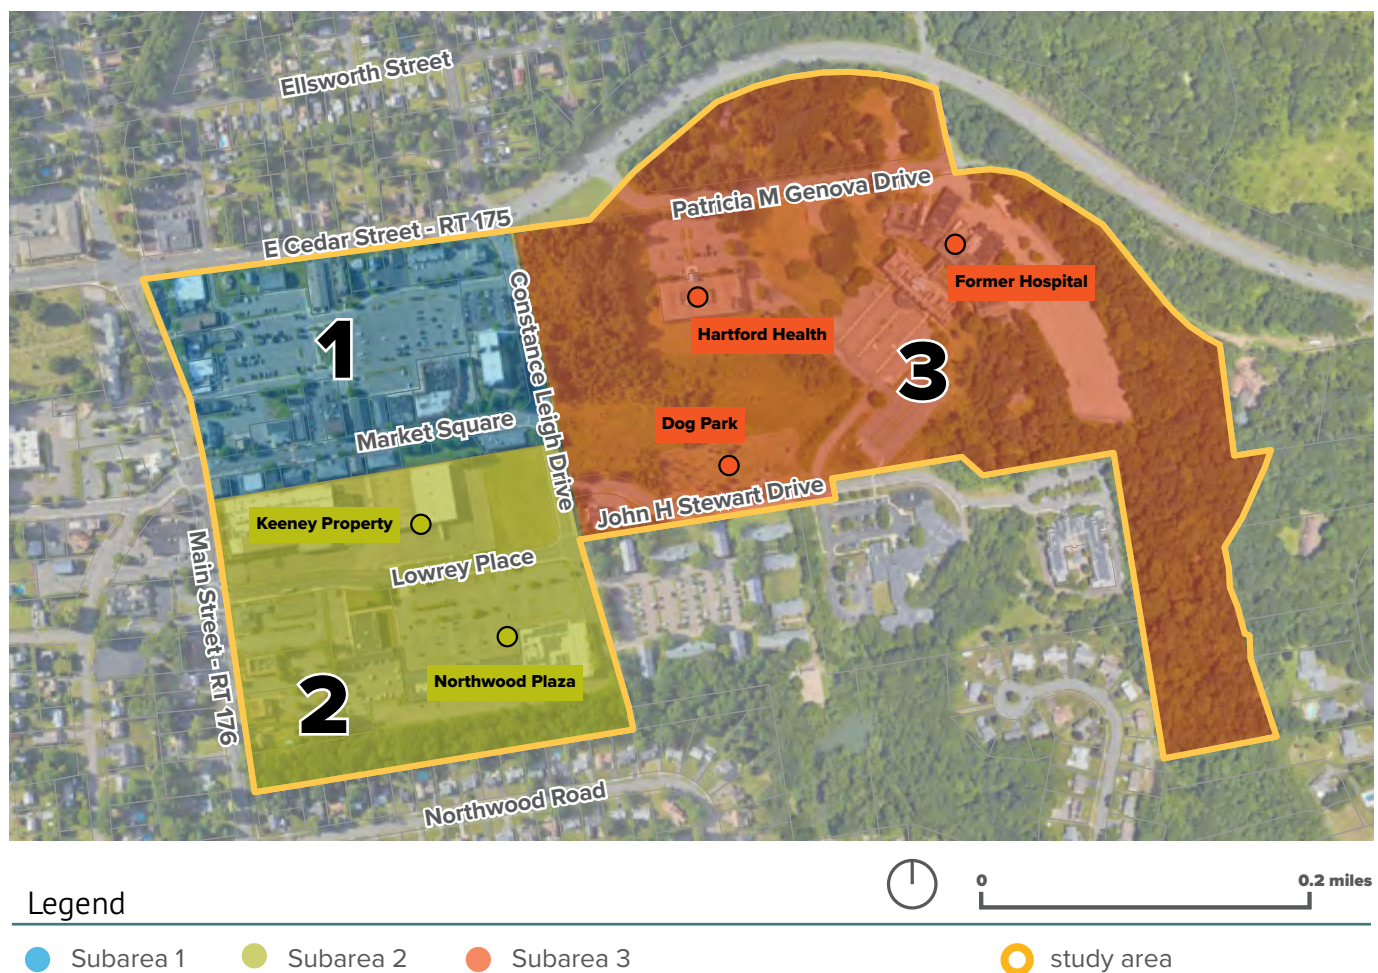 Ellsworth Street
Patricia M Genova Drive
E Cedar Street - RT 175
Former Hospital
Constance Leigh Drive
Hartford Health
1
3
Dog Park
Market Square
John H Stewart Drive
Keeney Property
Main Street - RT 176
Lowrey Place
Northwood Plaza
2
Northwood Road
0
0.2 miles
Legend
Subarea 1
Subarea 2
Subarea 3
study area